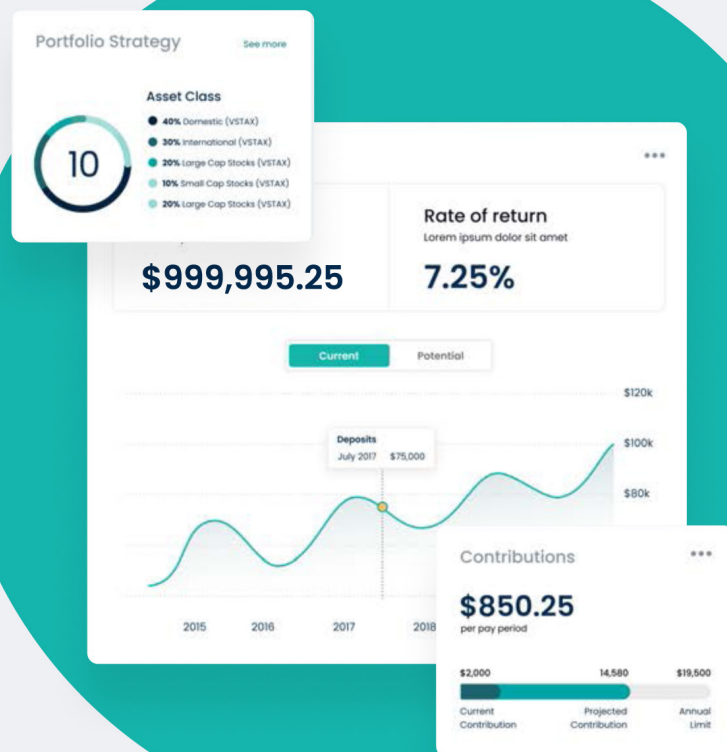 Portfolio Strategy
See more
Asset Class
40% Domestic (VSTAX)
30% International (VSTAX)
20% Large Cap Stocks (VSTAX)
10% Small Cap Stocks (VSTAX)
20% Large Cap Stocks (VSTAX)
10
$999,995.25
Rate of return
Lorem ipsum dolor sit amet
7.25%
Current
Potential
$120k
$100k
$80k
Deposits
July 2017 $75,000
2015 2016 2017 2018
Contributions
$850.25
per pay period
$2,000 14,580 $19,500
Current Contribution
Projected Contribution
Annual Limit